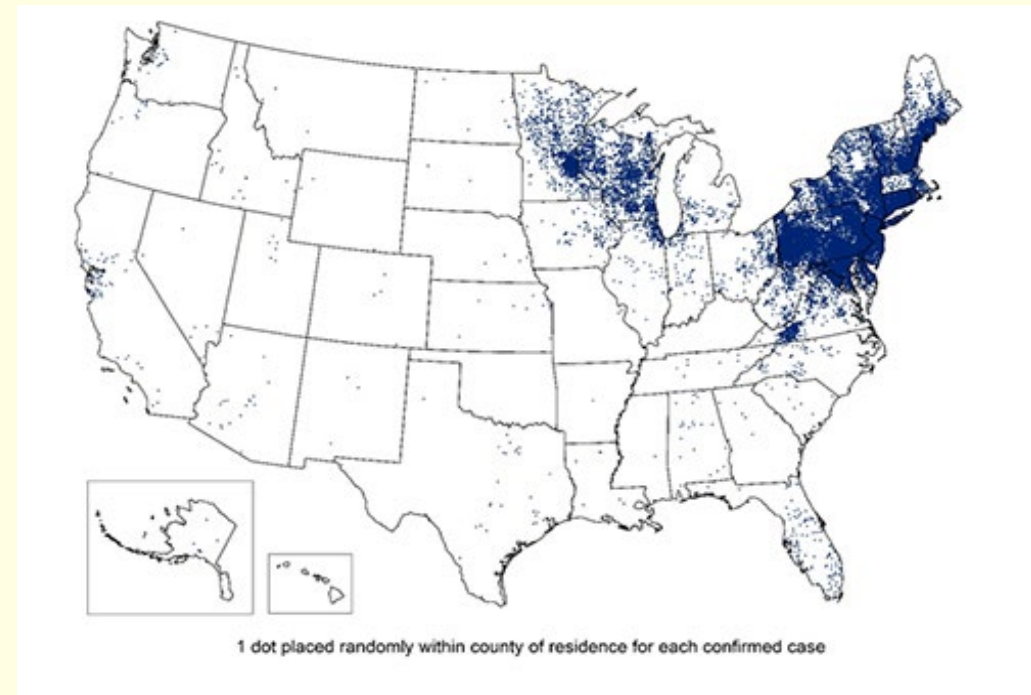 1 dot placed randomly within county of residence for each confirmed case